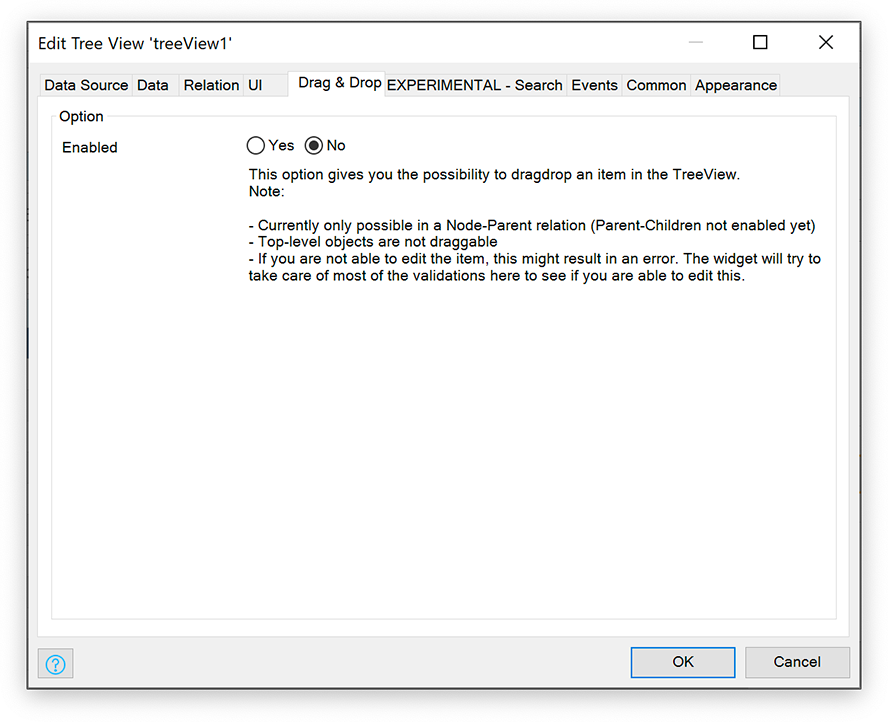 Edit Tree View 'treeView1'
Data Source Data Relation UI Drag & Drop EXPERIMENTAL - Search Events Common Appearance
Option
Enabled Yes No
This option gives you the possibility to dragdrop an item in the TreeView.
Note:
- Currently only possible in a Node-Parent relation (Parent-Children not enabled yet)
- Top-level objects are not draggable
- If you are not able to edit the item, this might result in an error. The widget will try to
take care of most of the validations here to see if you are able to edit this.
? OK Cancel